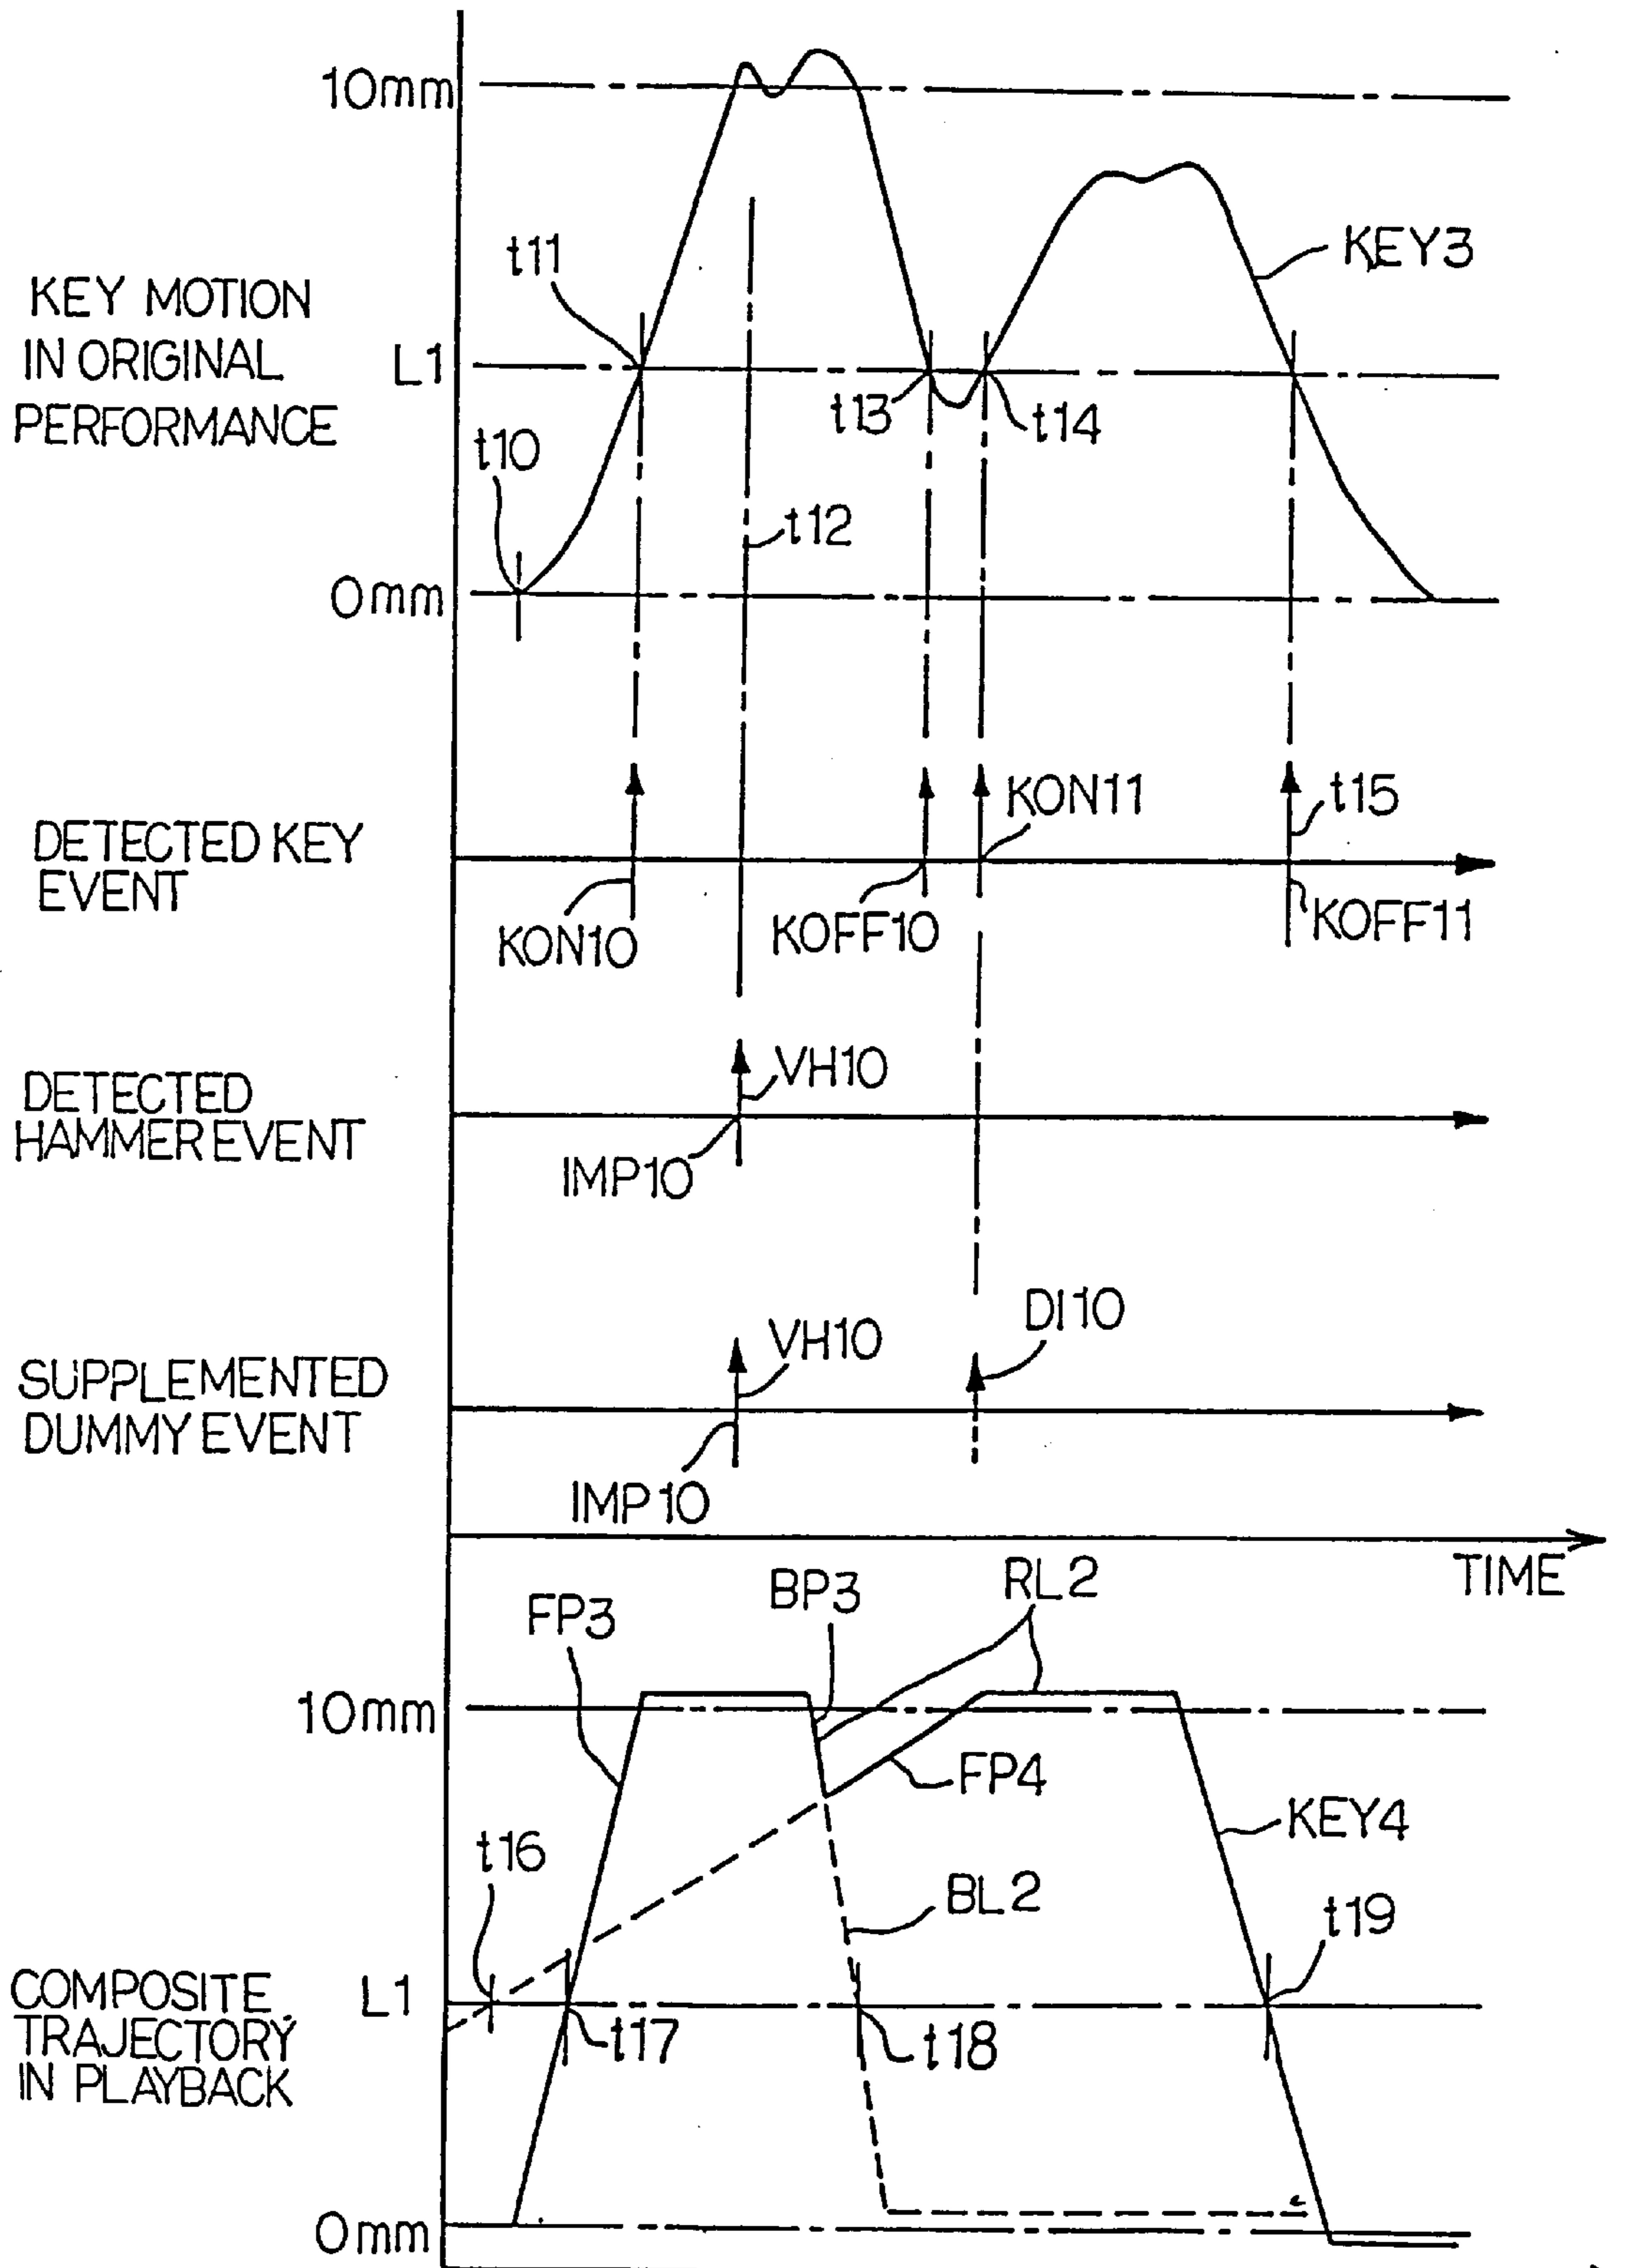 10mm
t11
KEY3
KEY MOTION
IN ORIGINAL
PERFORMANCE
L1
t13
t14
t10
t12
0mm
KON11
t15
DETECTED KEY
EVENT
KON10
KOFF10
KOFF11
VH10
DETECTED
HAMMER EVENT
IMP10
DI10
VH10
SUPPLEMENTED
DUMMY EVENT
IMP10
TIME
BP3
RL2
FP3
10mm
FP4
KEY4
t16
BL2
t19
COMPOSITE
TRAJECTORY
IN PLAYBACK
L1
t17
t18
0mm